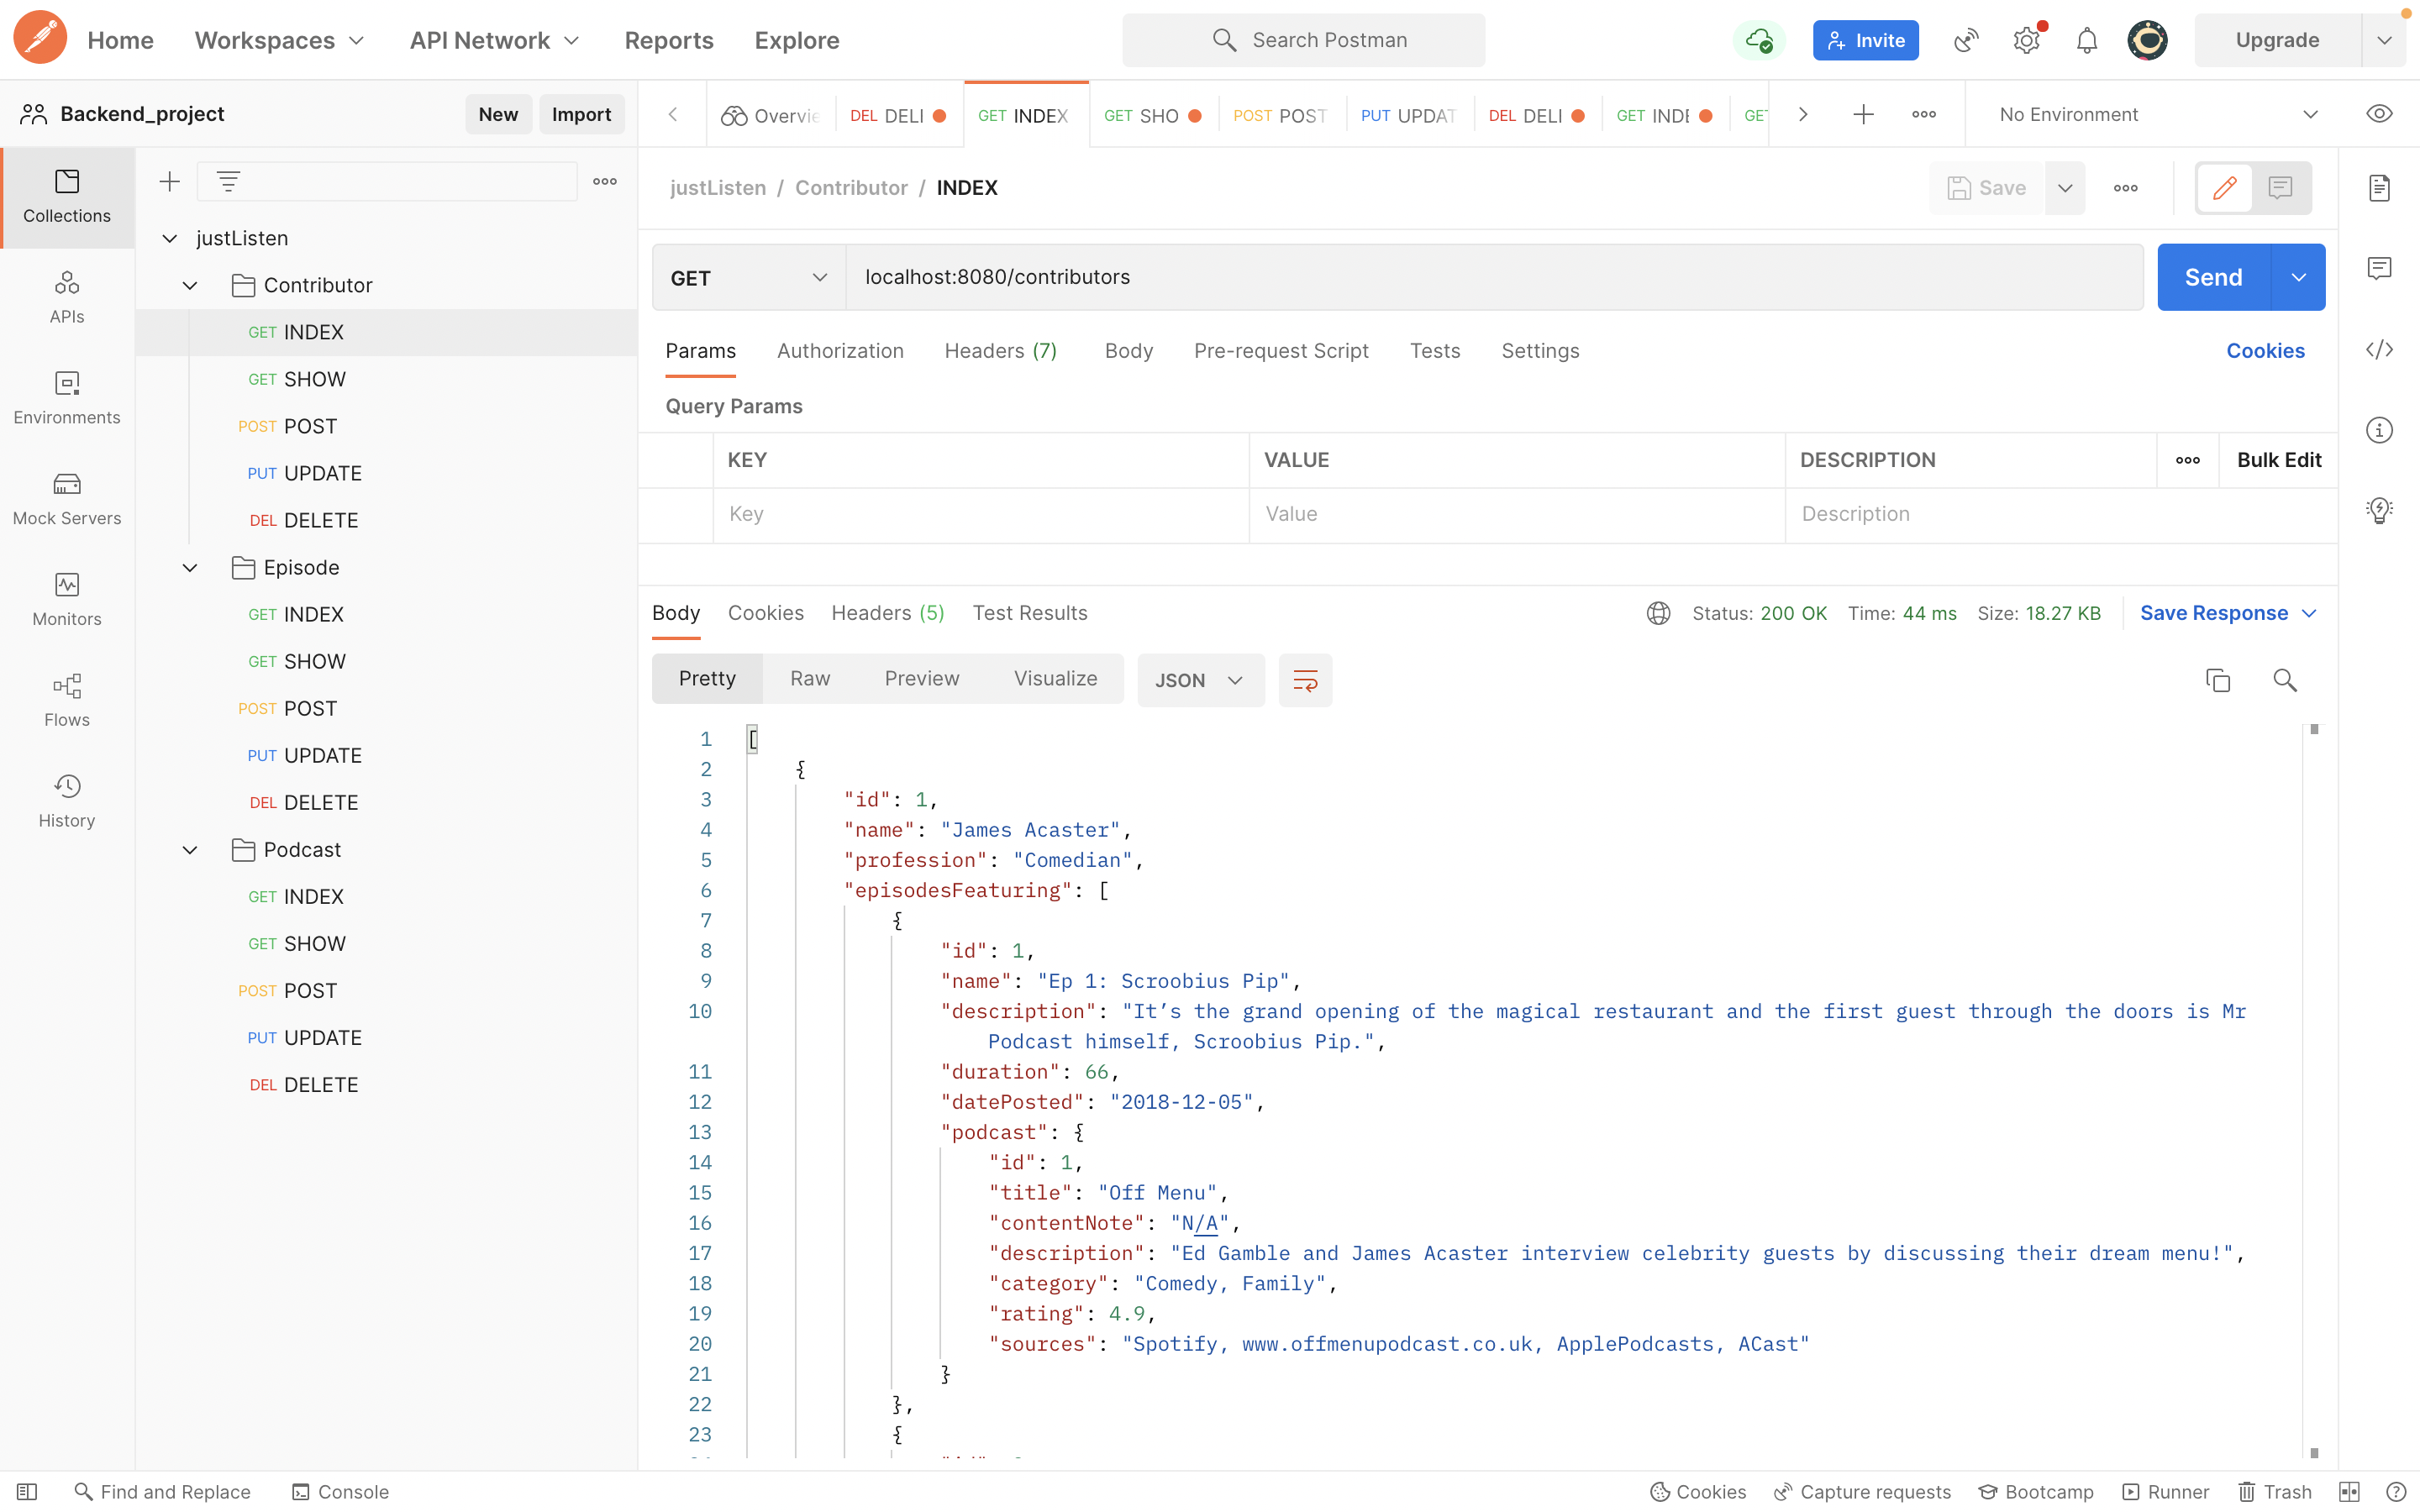 Home Workspaces API Network Reports Explore Search Postman Invite Upgrade
Backend_project New Import
Overvie DEL DELI GET INDEX GET SHO POST POST PUT UPDAT DEL DELI GET INDE GET No Environment
Collections
APIs
Environments
Mock Servers
Monitors
Flows
History
justListen
Contributor
GET INDEX
GET SHOW
POST POST
PUT UPDATE
DEL DELETE
Episode
GET INDEX
GET SHOW
POST POST
PUT UPDATE
DEL DELETE
Podcast
GET INDEX
GET SHOW
POST POST
PUT UPDATE
DEL DELETE
justListen / Contributor / INDEX Save
GET localhost:8080/contributors Send
Params Authorization Headers (7) Body Pre-request Script Tests Settings Cookies
Query Params
KEY VALUE DESCRIPTION Bulk Edit
Key Value Description
Body Cookies Headers (5) Test Results Status: 200 OK Time: 44 ms Size: 18.27 KB Save Response
Pretty Raw Preview Visualize JSON
1 [
2 {
3 "id": 1,
4 "name": "James Acaster",
5 "profession": "Comedian",
6 "episodesFeaturing": [
7 {
8 "id": 1,
9 "name": "Ep 1: Scroobius Pip",
10 "description": "It’s the grand opening of the magical restaurant and the first guest through the doors is Mr
Podcast himself, Scroobius Pip.",
11 "duration": 66,
12 "datePosted": "2018-12-05",
13 "podcast": {
14 "id": 1,
15 "title": "Off Menu",
16 "contentNote": "N/A",
17 "description": "Ed Gamble and James Acaster interview celebrity guests by discussing their dream menu!",
18 "category": "Comedy, Family",
19 "rating": 4.9,
20 "sources": "Spotify, www.offmenupodcast.co.uk, ApplePodcasts, ACast"
21 }
22 },
23 {
Find and Replace Console Cookies Capture requests Bootcamp Runner Trash